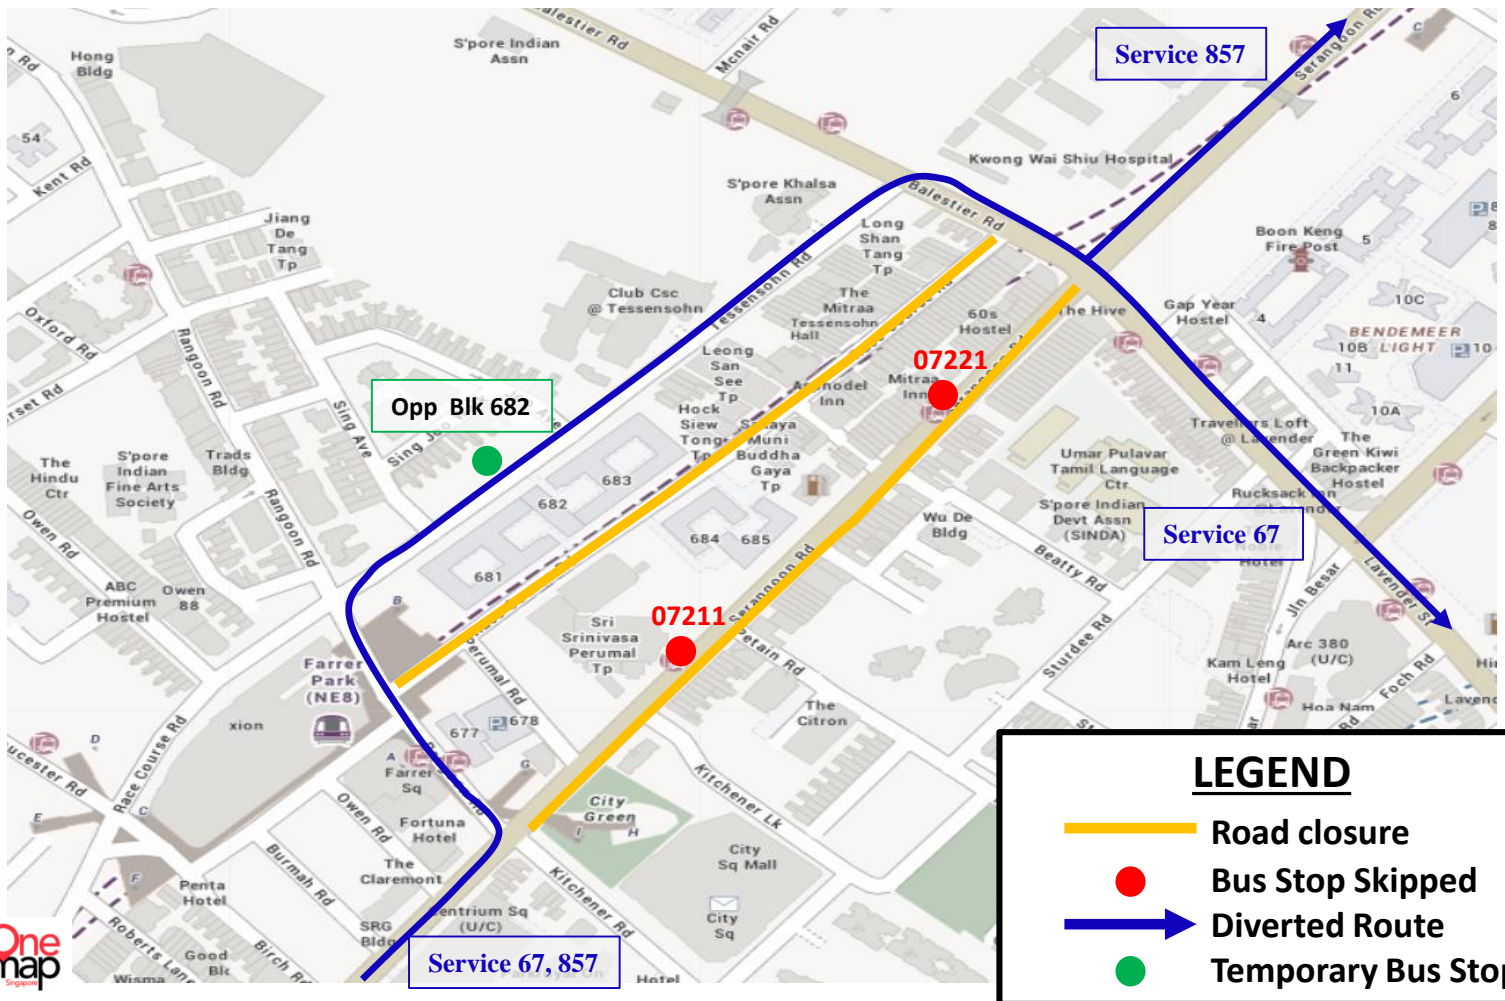 Service 857
Service 67
Service 67, 857
Opp Blk 682
07221
07211
LEGEND
Road closure
Bus Stop Skipped
Diverted Route
Temporary Bus Stop
S'pore Indian
Assn
Mcnair Rd
Balestier Rd
Serangoon Rd
Hong
Bldg
54
Kent Rd
Kwong Wai Shiu Hospital
6
C
S'pore Khalsa
Assn
Balestier Rd
Jiang
De
Tang
Tp
Long
Shan
Tang
Tp
Boon Keng
Fire Post
5
Club Csc
@ Tessensohn
Tessensohn Rd
The
Mitraa
Tessensohn
Hall
60s
Hostel
The Hive
Gap Year
Hostel
4
10C
BENDEMEER
LIGHT
10B
11
10A
Oxford Rd
Rangoon Rd
Leong
San
See
Tp
Mitraa
Inn
Inn
Hock
Siew
Tong
Tp
Muni
Buddha
Gaya
Tp
Sing Ave
The
Hindu
Ctr
S'pore
Indian
Fine Arts
Society
Trads
Bldg
Umar Pulavar
Tamil Language
Ctr
Travellers Loft
@ Lavender
The
Green Kiwi
Backpacker
Hostel
Rucksack Inn
683
682
684
685
681
Owen Rd
Rangoon Rd
Wu De
Bldg
S'pore Indian
Devt Assn
(SINDA)
Hotel
Beatty Rd
Serangoon Rd
ABC
Premium
Hostel
Owen
88
B
Sri
Srinivasa
Perumal
Tp
Petain Rd
Sturdee Rd
Jln Besar
Lavender St
Farrer
Park
(NE8)
Perumal Rd
Kam Leng
Hotel
Arc 380
(U/C)
Foch Rd
xion
678
677
The
Citron
Hoa Nam
Rd
D
Race Course Rd
A
Farrer
Sq
G
Kitchener Lk
E
C
Owen Rd
Fortuna
Hotel
City
Green
I
H
Burmah Rd
The
Claremont
City
Sq Mall
F
Penta
Hotel
Kitchener Rd
SRG
(U/C)
City
Sq
Good
Birch Rd
Wisma
Hotel
One
map
Singapore